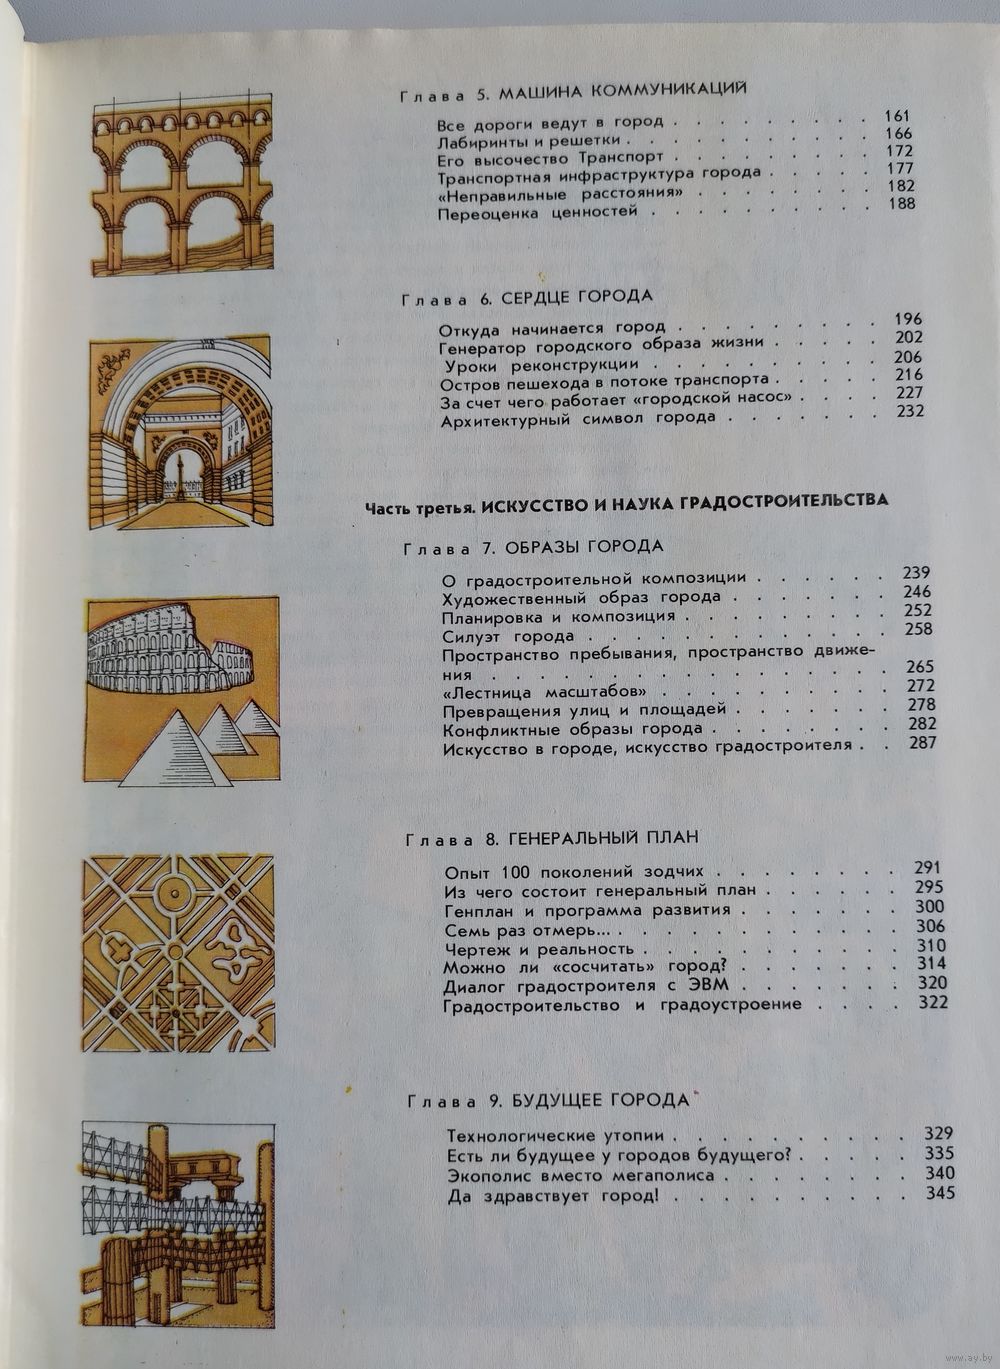 Глава 5. МАШИНА КОММУНИКАЦИЙ
Все дороги ведут в город . . . . . . . . . 161
Лабиринты и решетки . . . . . . . . . . . 166
Его высочество Транспорт . . . . . . . . . 172
Транспортная инфраструктура города . . . . . 177
«Неправильные расстояния» . . . . . . . . 182
Переоценка ценностей . . . . . . . . . . 188
Глава 6. СЕРДЦЕ ГОРОДА
Откуда начинается город . . . . . . . . . 196
Генератор городского образа жизни . . . . . 202
Уроки реконструкции . . . . . . . . . . 206
Остров пешехода в потоке транспорта . . . . . 216
За счет чего работает «городской насос» . . . . 227
Архитектурный символ города . . . . . . . 232
Часть третья. ИСКУССТВО И НАУКА ГРАДОСТРОИТЕЛЬСТВА
Глава 7. ОБРАЗЫ ГОРОДА
О градостроительной композиции . . . . . . 239
Художественный образ города . . . . . . . 246
Планировка и композиция . . . . . . . . . 252
Силуэт города . . . . . . . . . . . . . 258
Пространство пребывания, пространство движе-
ния . . . . . . . . . . . . . . . . . 265
«Лестница масштабов» . . . . . . . . . . 272
Превращения улиц и площадей . . . . . . . 278
Конфликтные образы города . . . . . . . . 282
Искусство в городе, искусство градостроителя . . 287
Глава 8. ГЕНЕРАЛЬНЫЙ ПЛАН
Опыт 100 поколений зодчих . . . . . . . . 291
Из чего состоит генеральный план . . . . . . 295
Генплан и программа развития . . . . . . . 300
Семь раз отмерь... . . . . . . . . . . . . 306
Чертеж и реальность . . . . . . . . . . . 310
Можно ли «сосчитать» город? . . . . . . . 314
Диалог градостроителя с ЭВМ . . . . . . . 320
Градостроительство и градоустроение . . . . 322
Глава 9. БУДУЩЕЕ ГОРОДА
Технологические утопии . . . . . . . . . . 329
Есть ли будущее у городов будущего? . . . . . 335
Экополис вместо мегаполиса . . . . . . . . 340
Да здравствует город! . . . . . . . . . . 345
www.ay.by